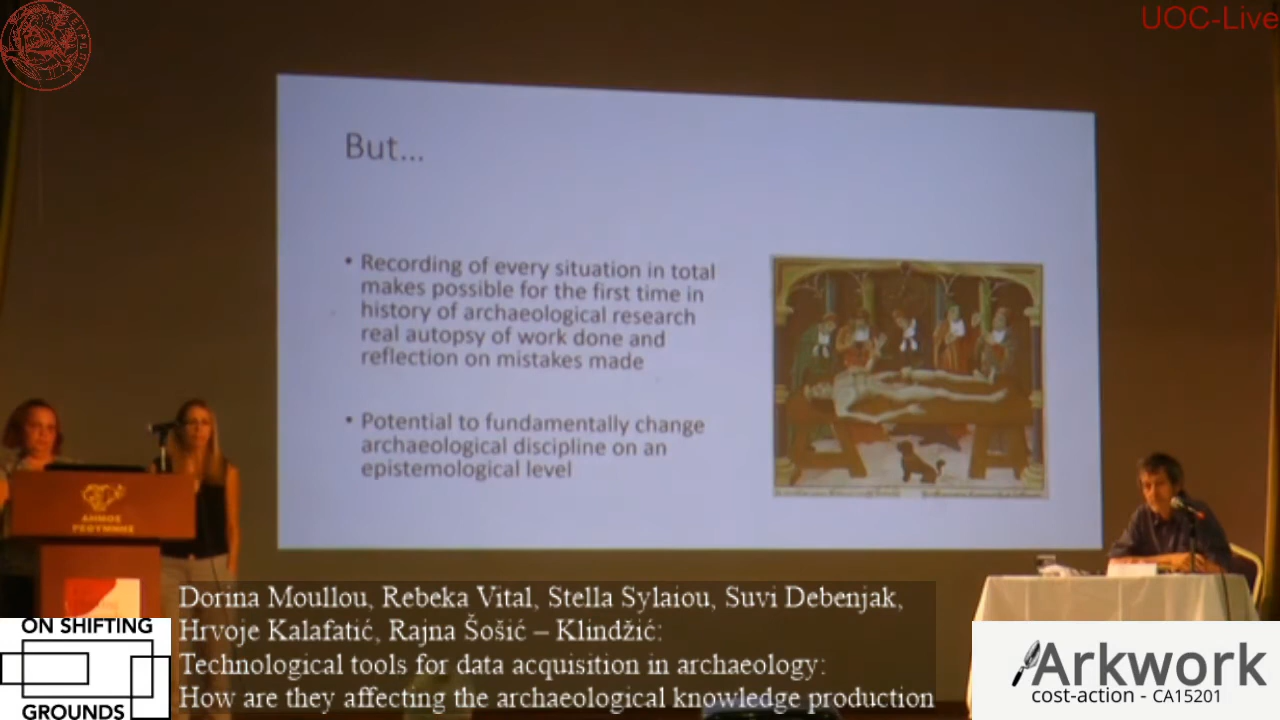 UOC-Live
But...
• Recording of every situation in total
makes possible for the first time in
history of archaeological research
real autopsy of work done and
reflection on mistakes made
• Potential to fundamentally change
archaeological discipline on an
epistemological level
ΔΗΜΟΣ
ΡΕΘΥΜΝΗΣ
Dorina Moullou, Rebeka Vital, Stella Sylaiou, Suvi Debenjak,
Hrvoje Kalafatić, Rajna Šošić – Klindžić:
Technological tools for data acquisition in archaeology:
How are they affecting the archaeological knowledge production
ON SHIFTING
GROUNDS
Arkwork
cost-action - CA15201